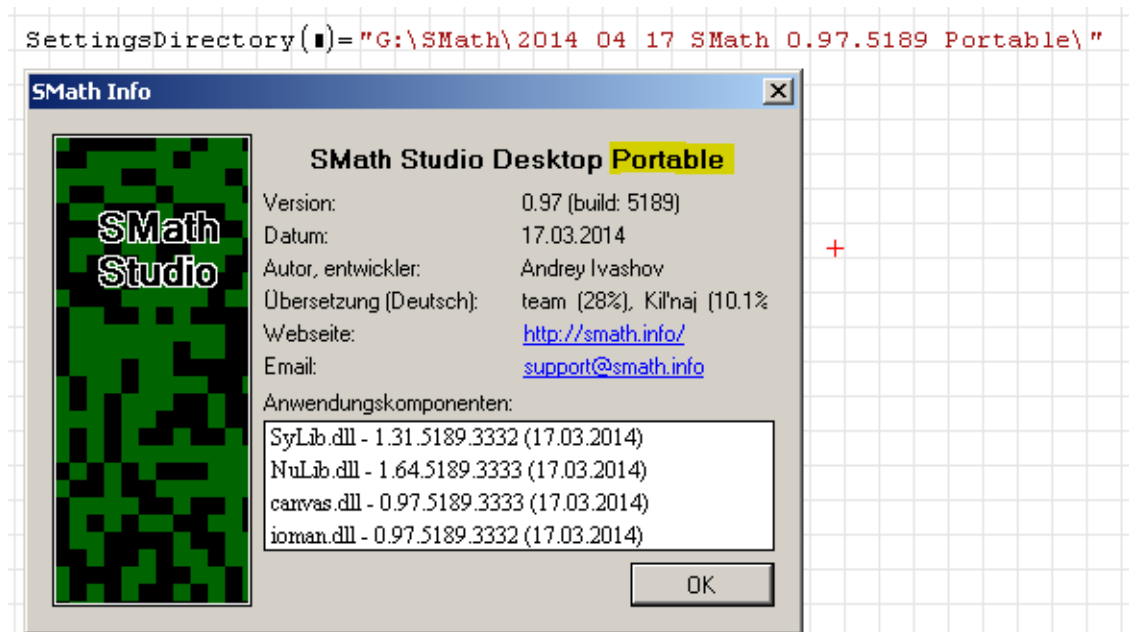 SettingsDirectory(∎)="G:\SMath\2014 04 17 SMath 0.97.5189 Portable\"
SMath Info
SMath Studio Desktop Portable
SMath
Studio
Version: 0.97 (build: 5189)
Datum: 17.03.2014
Autor, entwickler: Andrey Ivashov
Übersetzung (Deutsch): team (28%), Kil'naj (10.1%
Webseite: http://smath.info/
Email: support@smath.info
Anwendungskomponenten:
SyLib.dll - 1.31.5189.3332 (17.03.2014)
NuLib.dll - 1.64.5189.3333 (17.03.2014)
canvas.dll - 0.97.5189.3333 (17.03.2014)
ioman.dll - 0.97.5189.3332 (17.03.2014)
OK